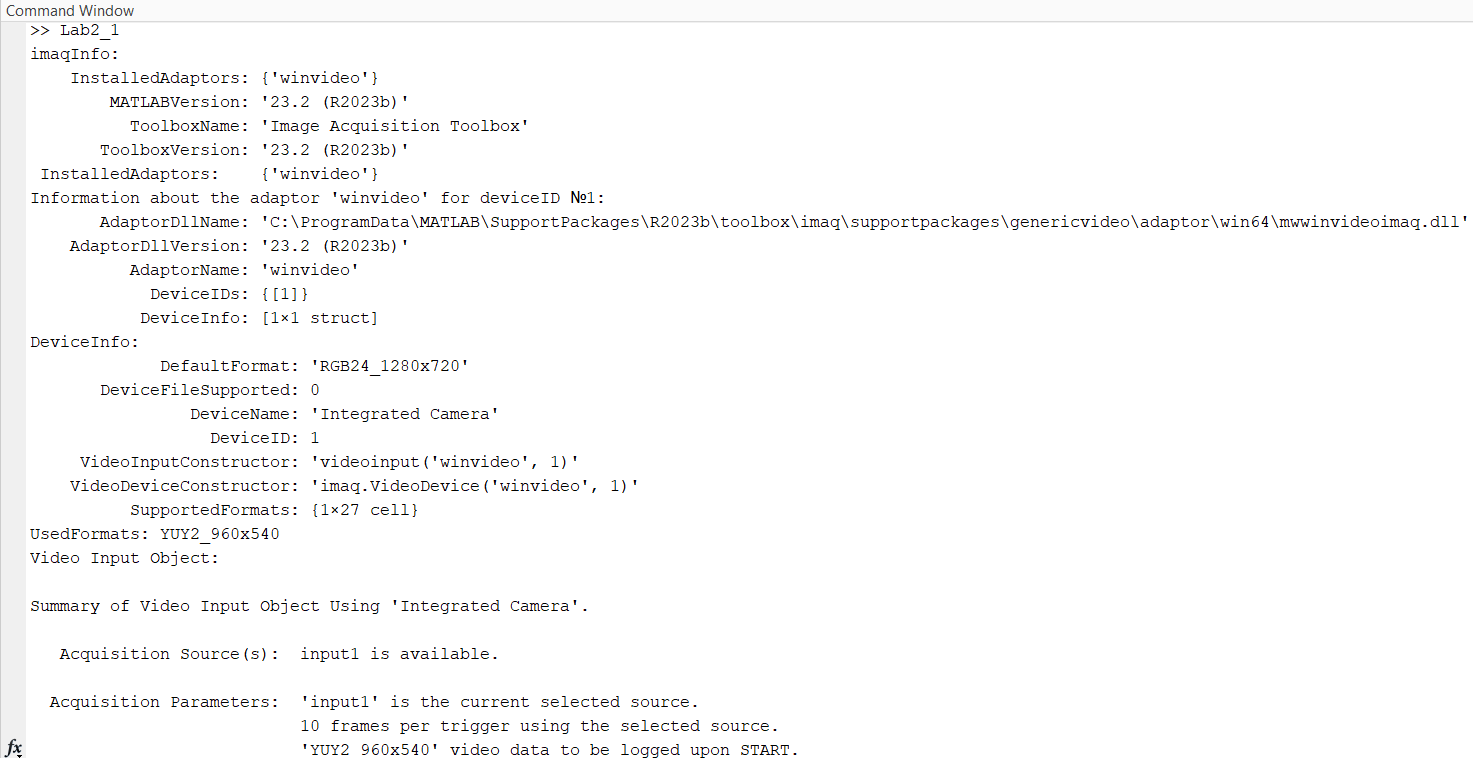 Command Window
>> Lab2_1
imaqInfo:
InstalledAdaptors: {'winvideo'}
MATLABVersion: '23.2 (R2023b)'
ToolboxName: 'Image Acquisition Toolbox'
ToolboxVersion: '23.2 (R2023b)'
InstalledAdaptors: {'winvideo'}
Information about the adaptor 'winvideo' for deviceID №1:
AdaptorDllName: 'C:\ProgramData\MATLAB\SupportPackages\R2023b\toolbox\imaq\supportpackages\genericvideo\adaptor\win64\mwwinvideoimaq.dll'
AdaptorDllVersion: '23.2 (R2023b)'
AdaptorName: 'winvideo'
DeviceIDs: {[1]}
DeviceInfo: [1×1 struct]
DeviceInfo:
DefaultFormat: 'RGB24_1280x720'
DeviceFileSupported: 0
DeviceName: 'Integrated Camera'
DeviceID: 1
VideoInputConstructor: 'videoinput('winvideo', 1)'
VideoDeviceConstructor: 'imaq.VideoDevice('winvideo', 1)'
SupportedFormats: {1×27 cell}
UsedFormats: YUY2_960x540
Video Input Object:
Summary of Video Input Object Using 'Integrated Camera'.
Acquisition Source(s): input1 is available.
Acquisition Parameters: 'input1' is the current selected source.
10 frames per trigger using the selected source.
'YUY2_960x540' video data to be logged upon START.
fx